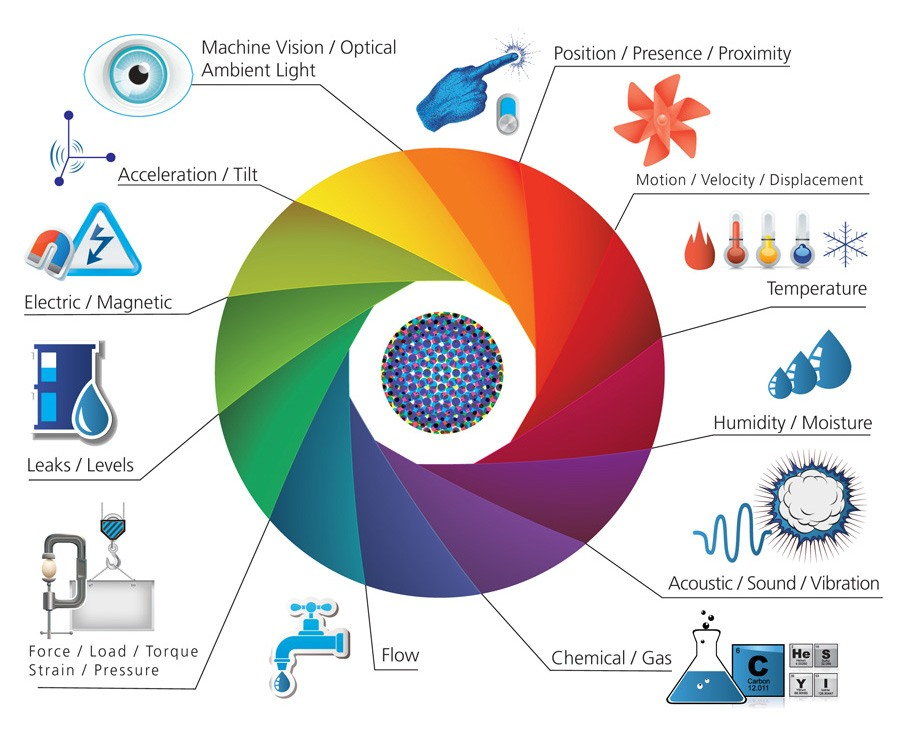 Machine Vision / Optical
Ambient Light
Position / Presence / Proximity
Acceleration / Tilt
Motion / Velocity / Displacement
Electric / Magnetic
Temperature
Humidity / Moisture
Leaks / Levels
Acoustic / Sound / Vibration
Force / Load / Torque
Strain / Pressure
Flow
Chemical / Gas
6
C
Carbon
12.011
He
S
Y
I